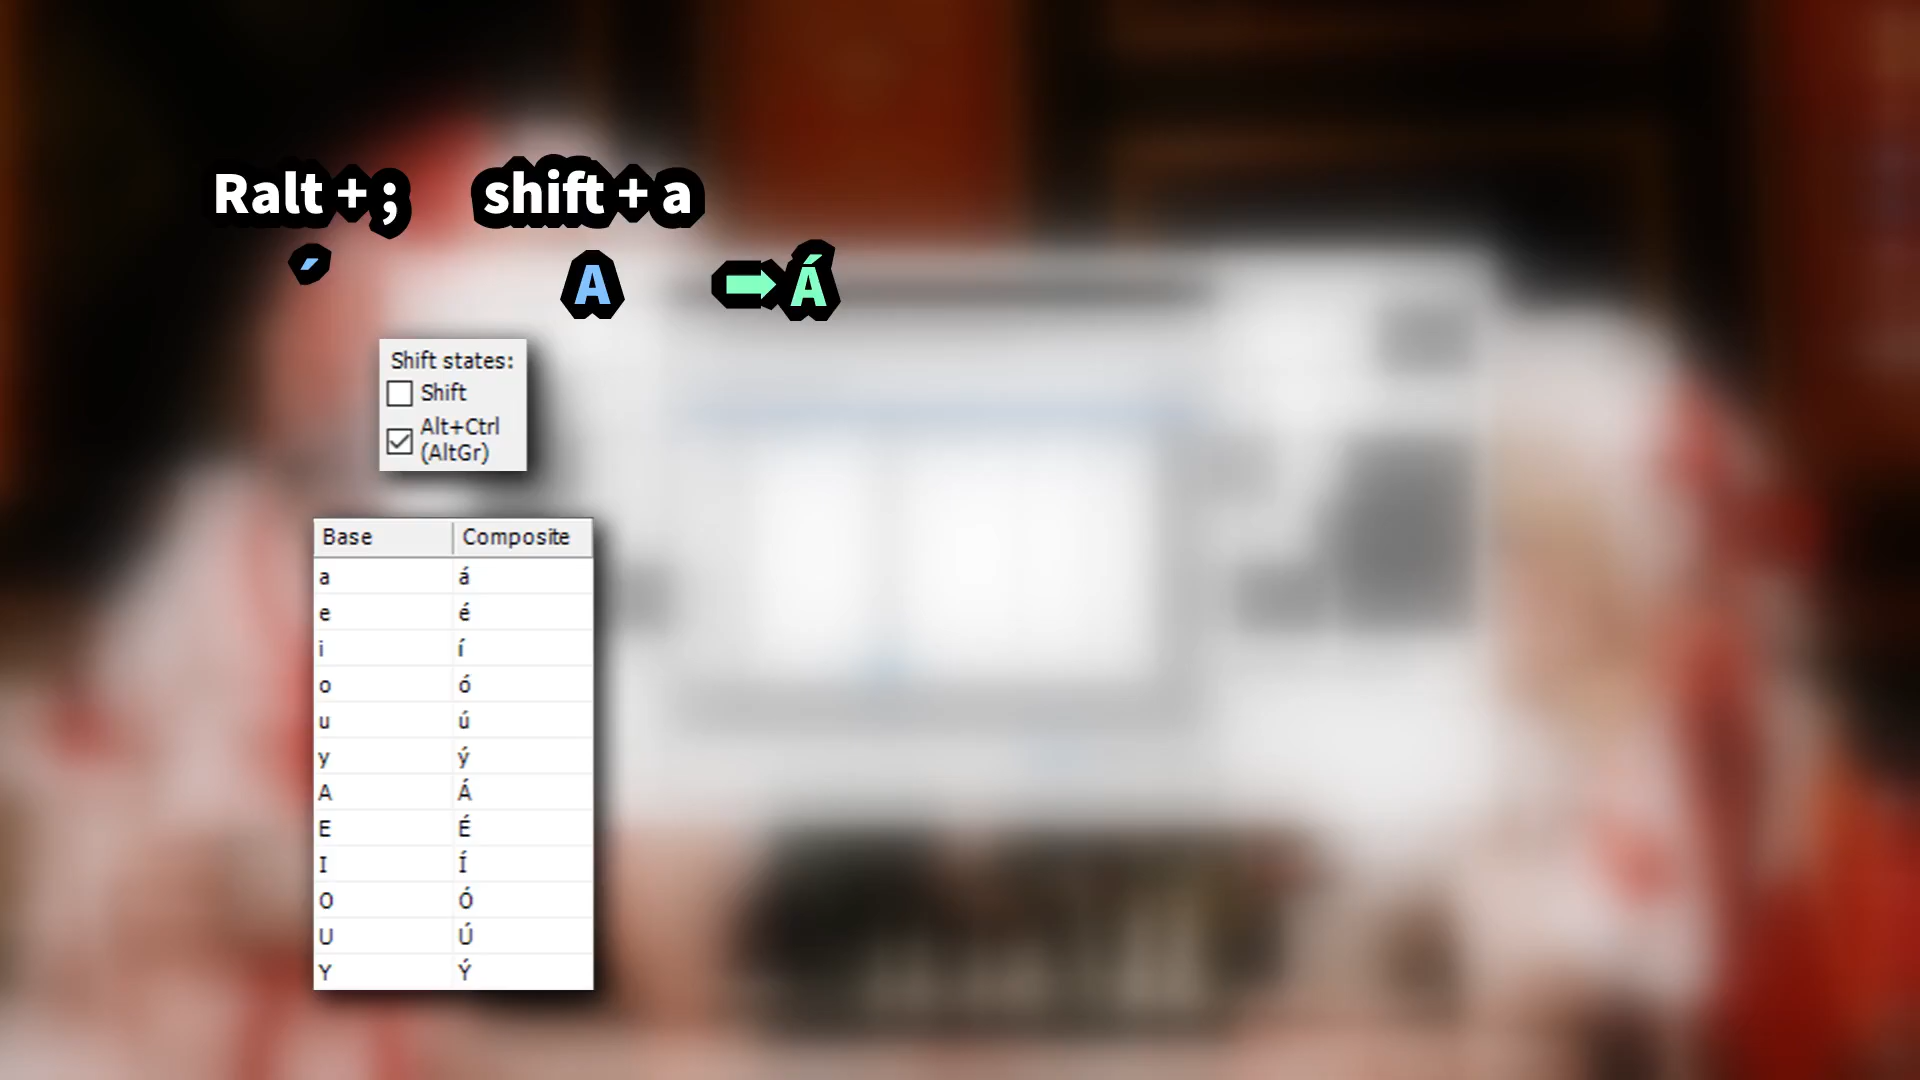 Ralt + ; shift + a
´ A ➡ Á
Shift states:
Shift
Alt+Ctrl
(AltGr)
Base Composite
a á
e é
i í
o ó
u ú
y ý
A Á
E É
I Í
O Ó
U Ú
Y Ý